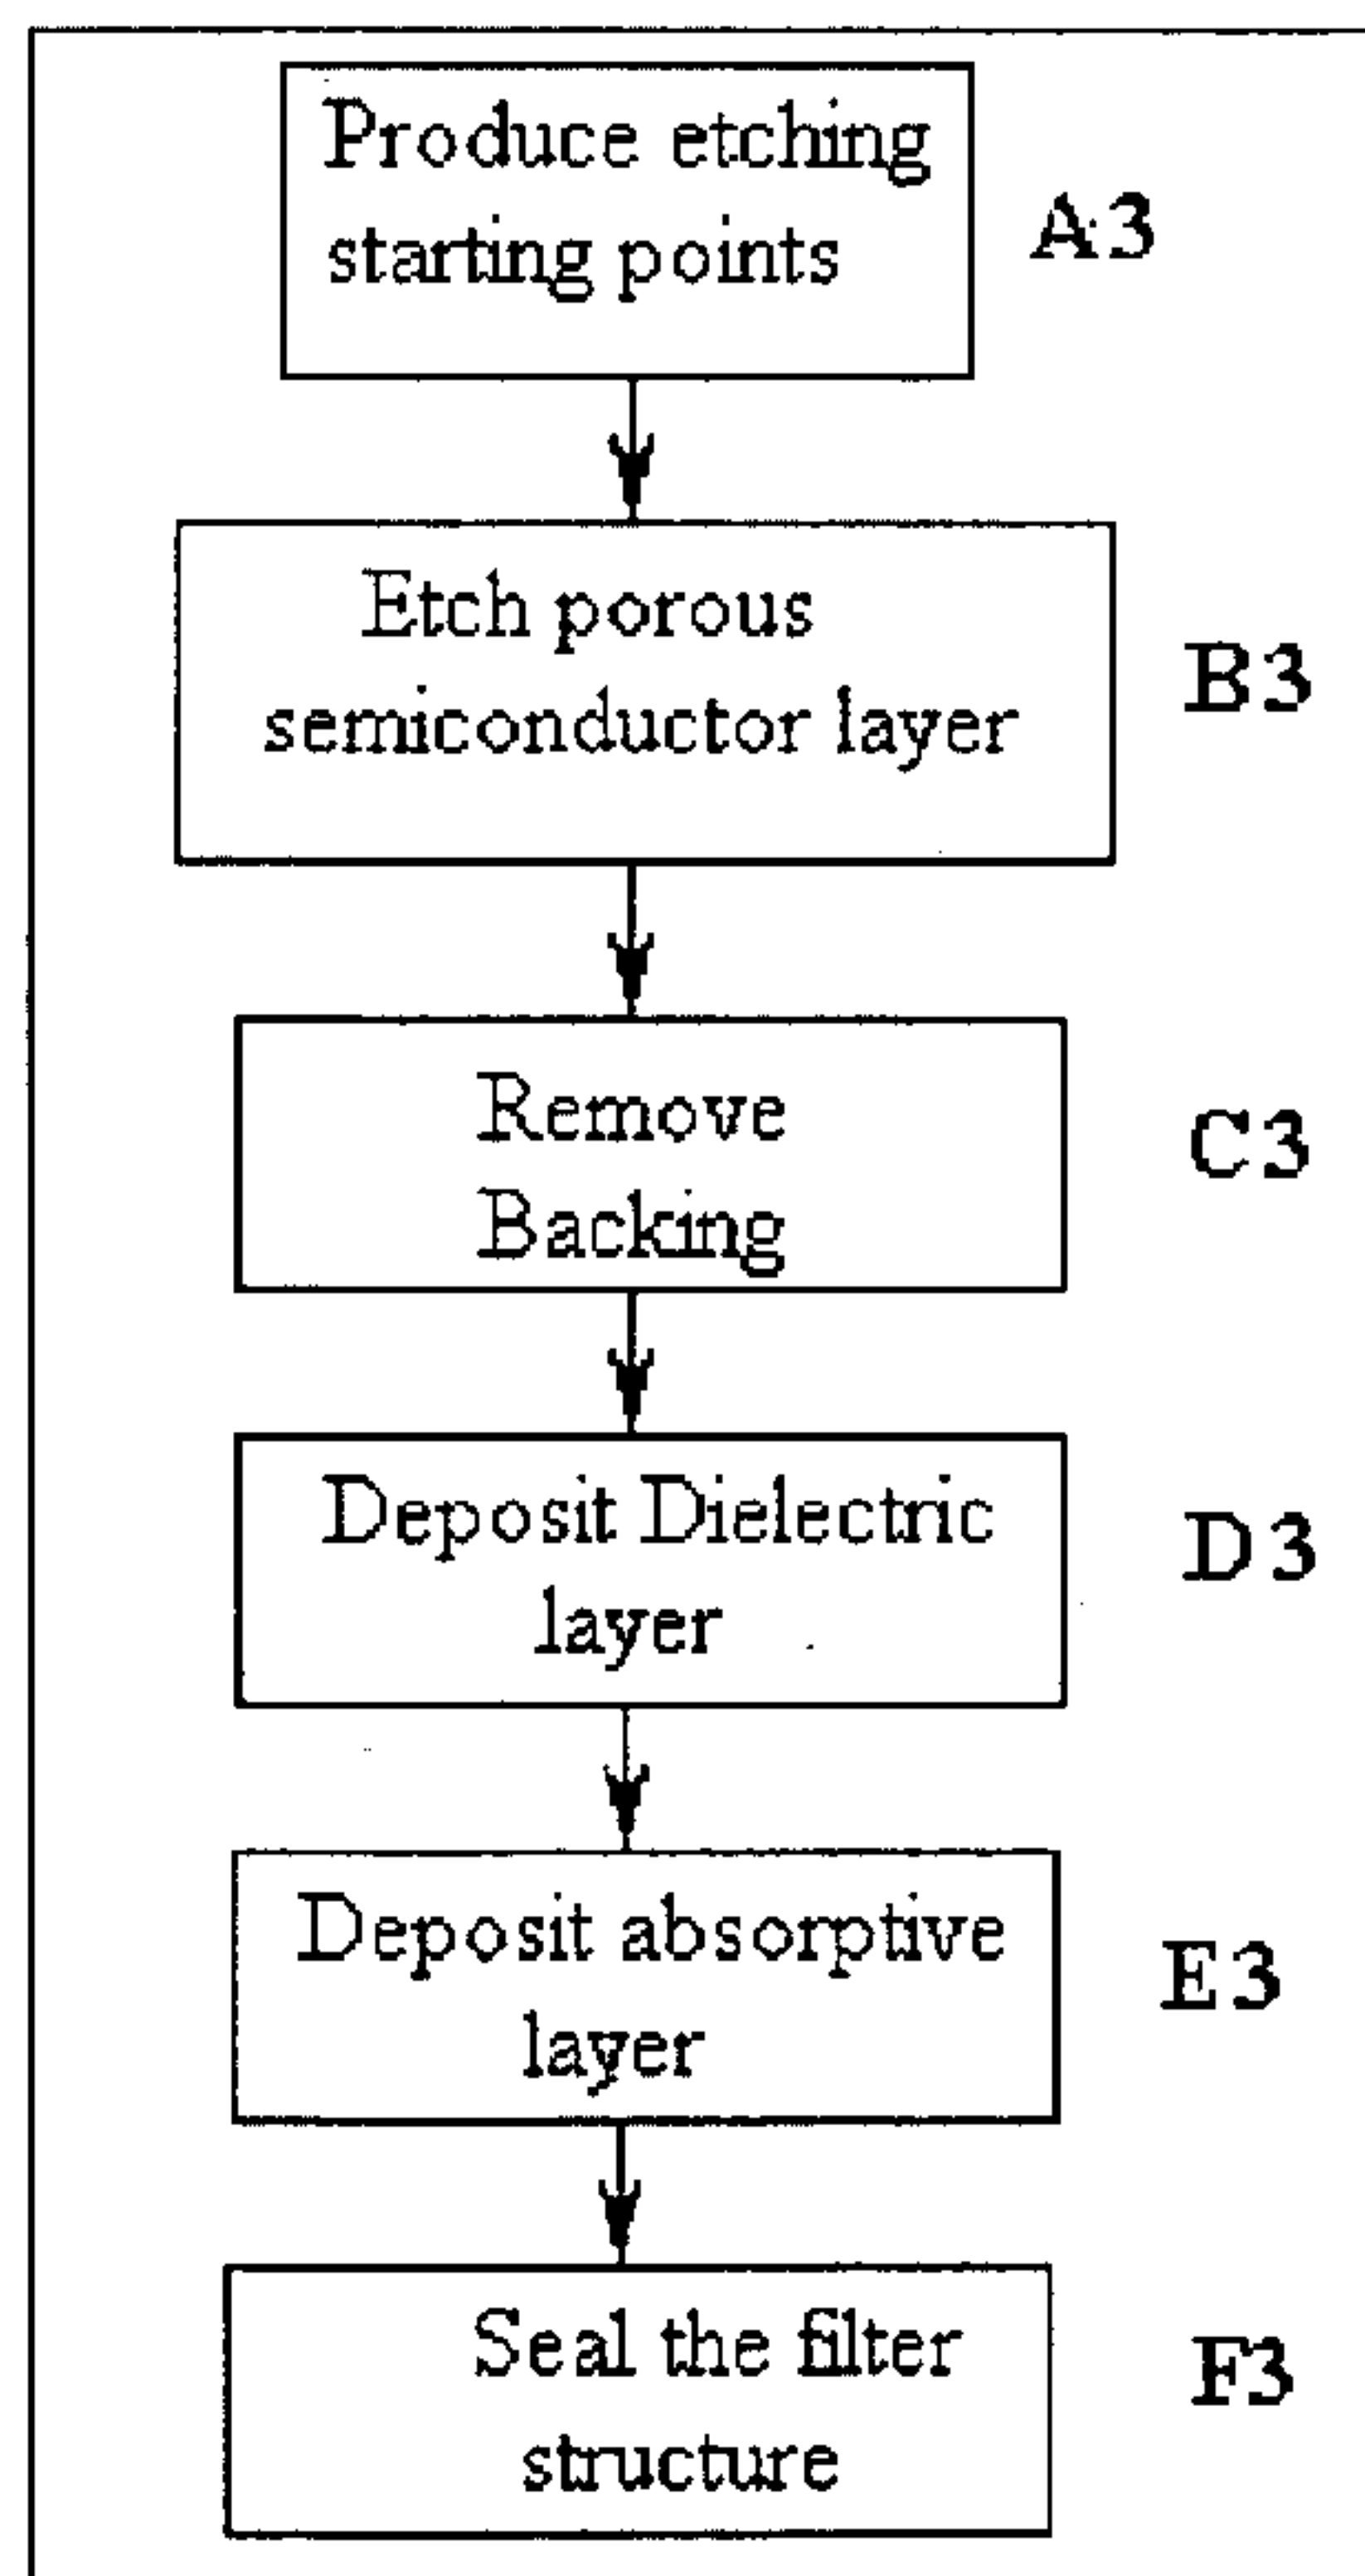 Produce etching
starting points
A3
Etch porous
semiconductor layer
B3
Remove
Backing
C3
Deposit Dielectric
layer
D3
Deposit absorptive
layer
E3
Seal the filter
structure
F3